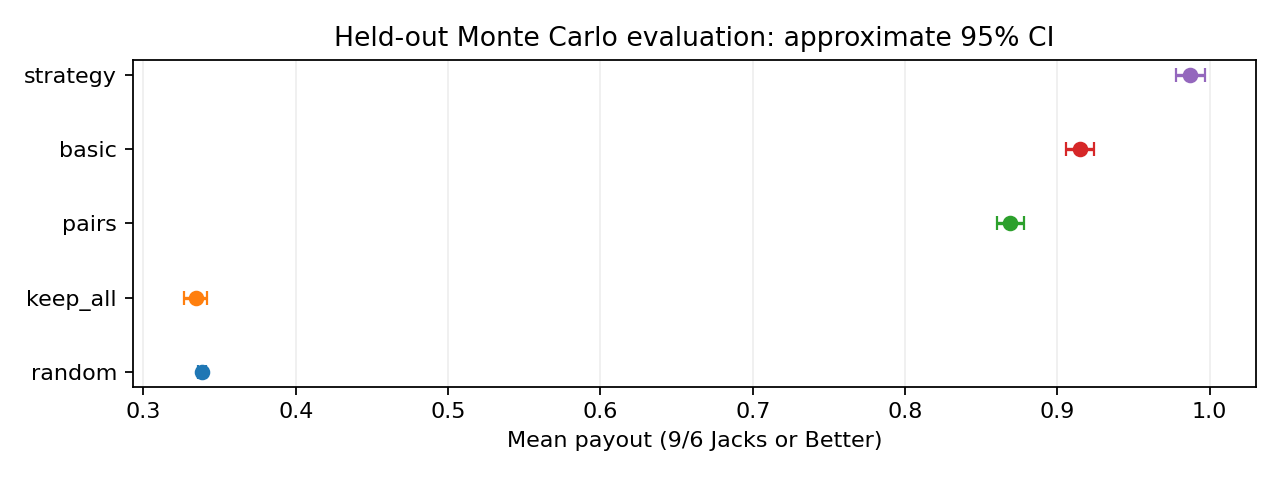 Held-out Monte Carlo evaluation: approximate 95% CI
strategy
basic
pairs
keep_all
random
0.3 0.4 0.5 0.6 0.7 0.8 0.9 1.0
Mean payout (9/6 Jacks or Better)